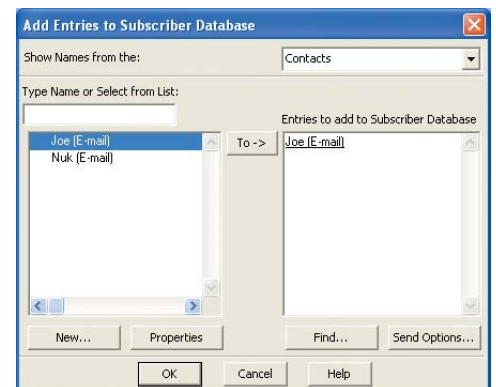 Add Entries to Subscriber Database
Show Names from the:
Contacts
Type Name or Select from List:
Entries to add to Subscriber Database
Joe (E-mail)
Nuk (E-mail)
To ->
Joe (E-mail)
New...
Properties
Find...
Send Options...
OK
Cancel
Help